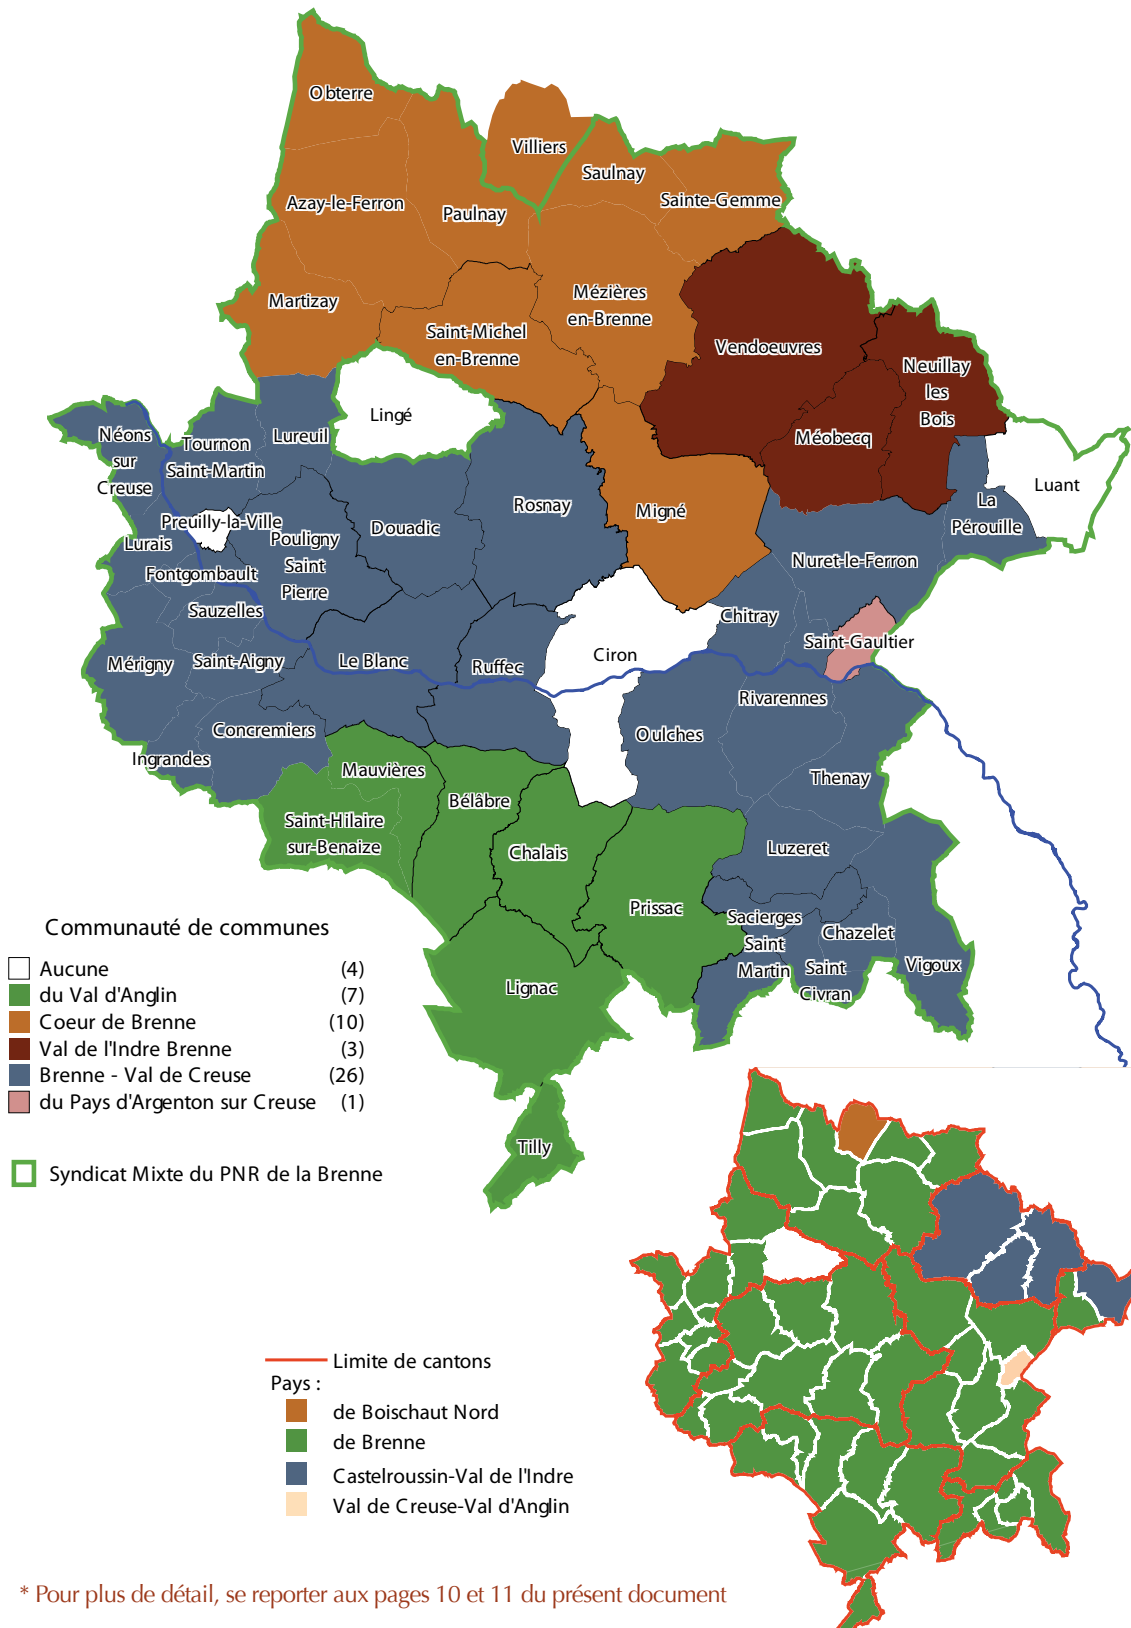 Obterre
Villiers
Saulnay
Sainte-Gemme
Azay-le-Ferron
Paulnay
Martizay
Mézières
en-Brenne
Saint-Michel
en-Brenne
Vendoeuvres
Neuillay
les
Bois
Méobecq
Lingé
Néons
sur
Creuse
Tournon
Saint-Martin
Lureuil
Luant
La
Pérouille
Rosnay
Migné
Douadic
Preuilly-la-Ville
Pouligny
Saint
Pierre
Lurais
Fontgombault
Nuret-le-Ferron
Sauzelles
Chitray
Saint-Gaultier
Mérigny
Saint-Aigny
Le Blanc
Ruffec
Ciron
Rivarennes
Concremiers
Oulches
Ingrandes
Mauvières
Thenay
Bélâbre
Saint-Hilaire
sur-Benaize
Chalais
Luzeret
Prissac
Sacierges
Saint
Martin
Chazelet
Saint
Civran
Vigoux
Lignac
Tilly
Communauté de communes
Aucune (4)
du Val d'Anglin (7)
Coeur de Brenne (10)
Val de l'Indre Brenne (3)
Brenne - Val de Creuse (26)
du Pays d'Argenton sur Creuse (1)
Syndicat Mixte du PNR de la Brenne
Limite de cantons
Pays :
de Boischaut Nord
de Brenne
Castelroussin-Val de l'Indre
Val de Creuse-Val d'Anglin
* Pour plus de détail, se reporter aux pages 10 et 11 du présent document